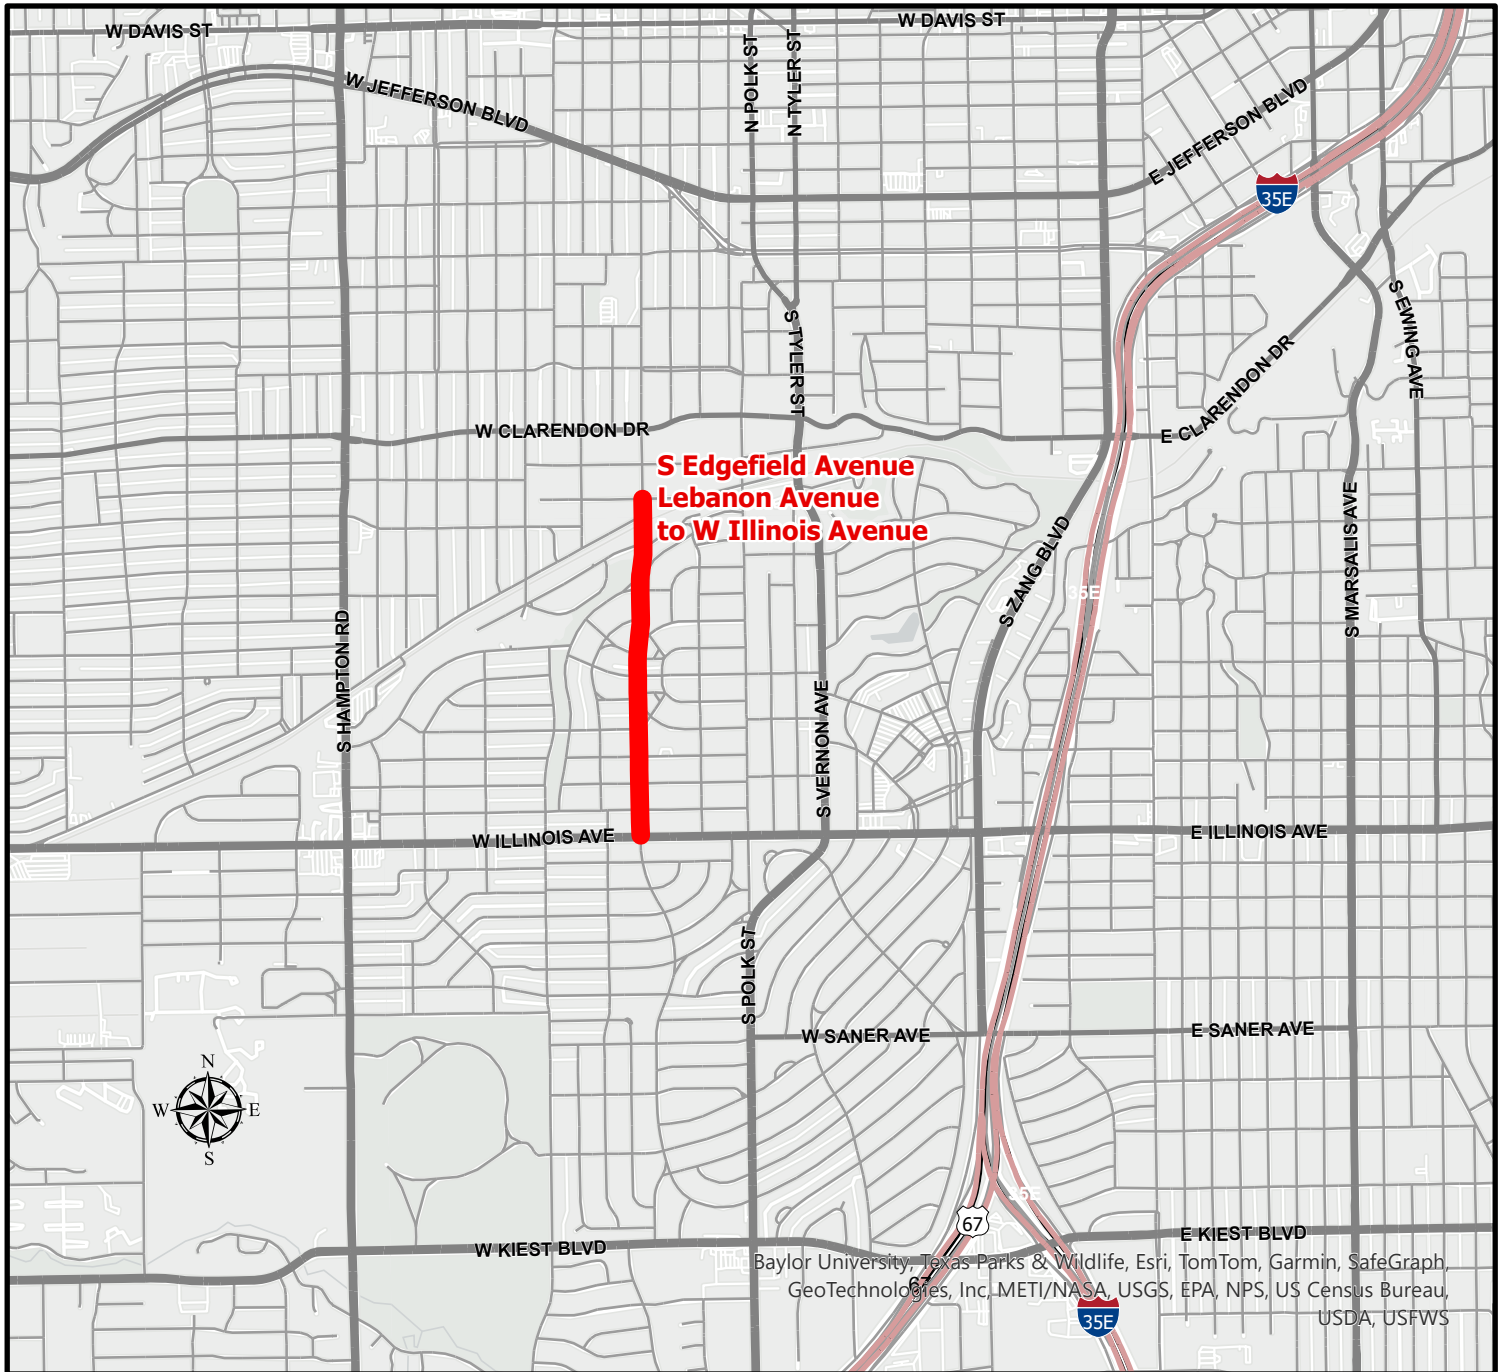 W DAVIS ST
W DAVIS ST
W JEFFERSON BLVD
N POLK ST
N TYLER ST
E JEFFERSON BLVD
35E
S TYLER ST
S EWING AVE
E CLARENDON DR
W CLARENDON DR
S Edgefield Avenue
Lebanon Avenue
to W Illinois Avenue
S ZANG BLVD
35E
S MARSALIS AVE
S HAMPTON RD
S VERNON AVE
W ILLINOIS AVE
E ILLINOIS AVE
S POLK ST
W SANER AVE
E SANER AVE
N
W
E
S
35E
67
W KIEST BLVD
E KIEST BLVD
67
Baylor University, Texas Parks & Wildlife, Esri, TomTom, Garmin, SafeGraph,
GeoTechnologies, Inc, METI/NASA, USGS, EPA, NPS, US Census Bureau,
USDA, USFWS
35E